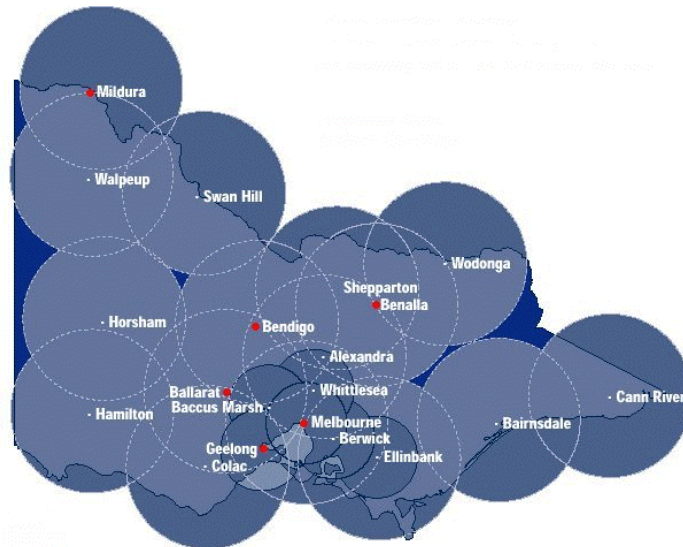 Mildura
Walpeup
Swan Hill
Wodonga
Shepparton
Benalla
Horsham
Bendigo
Alexandra
Ballarat
Whittlesea
Cann River
Baccus Marsh
Hamilton
Melbourne
Bairnsdale
Berwick
Geelong
Ellinbank
Colac